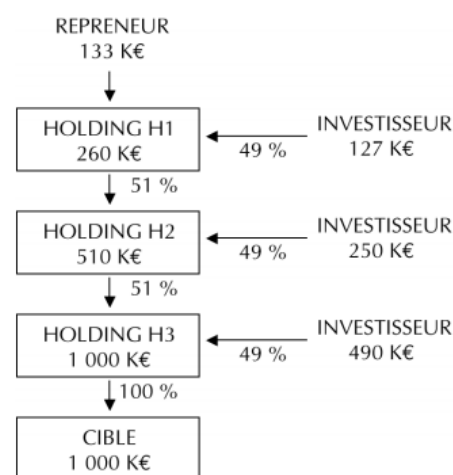 REPRENEUR
133 K€
HOLDING H1
260 K€
49 %
INVESTISSEUR
127 K€
51 %
HOLDING H2
510 K€
49 %
INVESTISSEUR
250 K€
51 %
HOLDING H3
1 000 K€
49 %
INVESTISSEUR
490 K€
100 %
CIBLE
1 000 K€